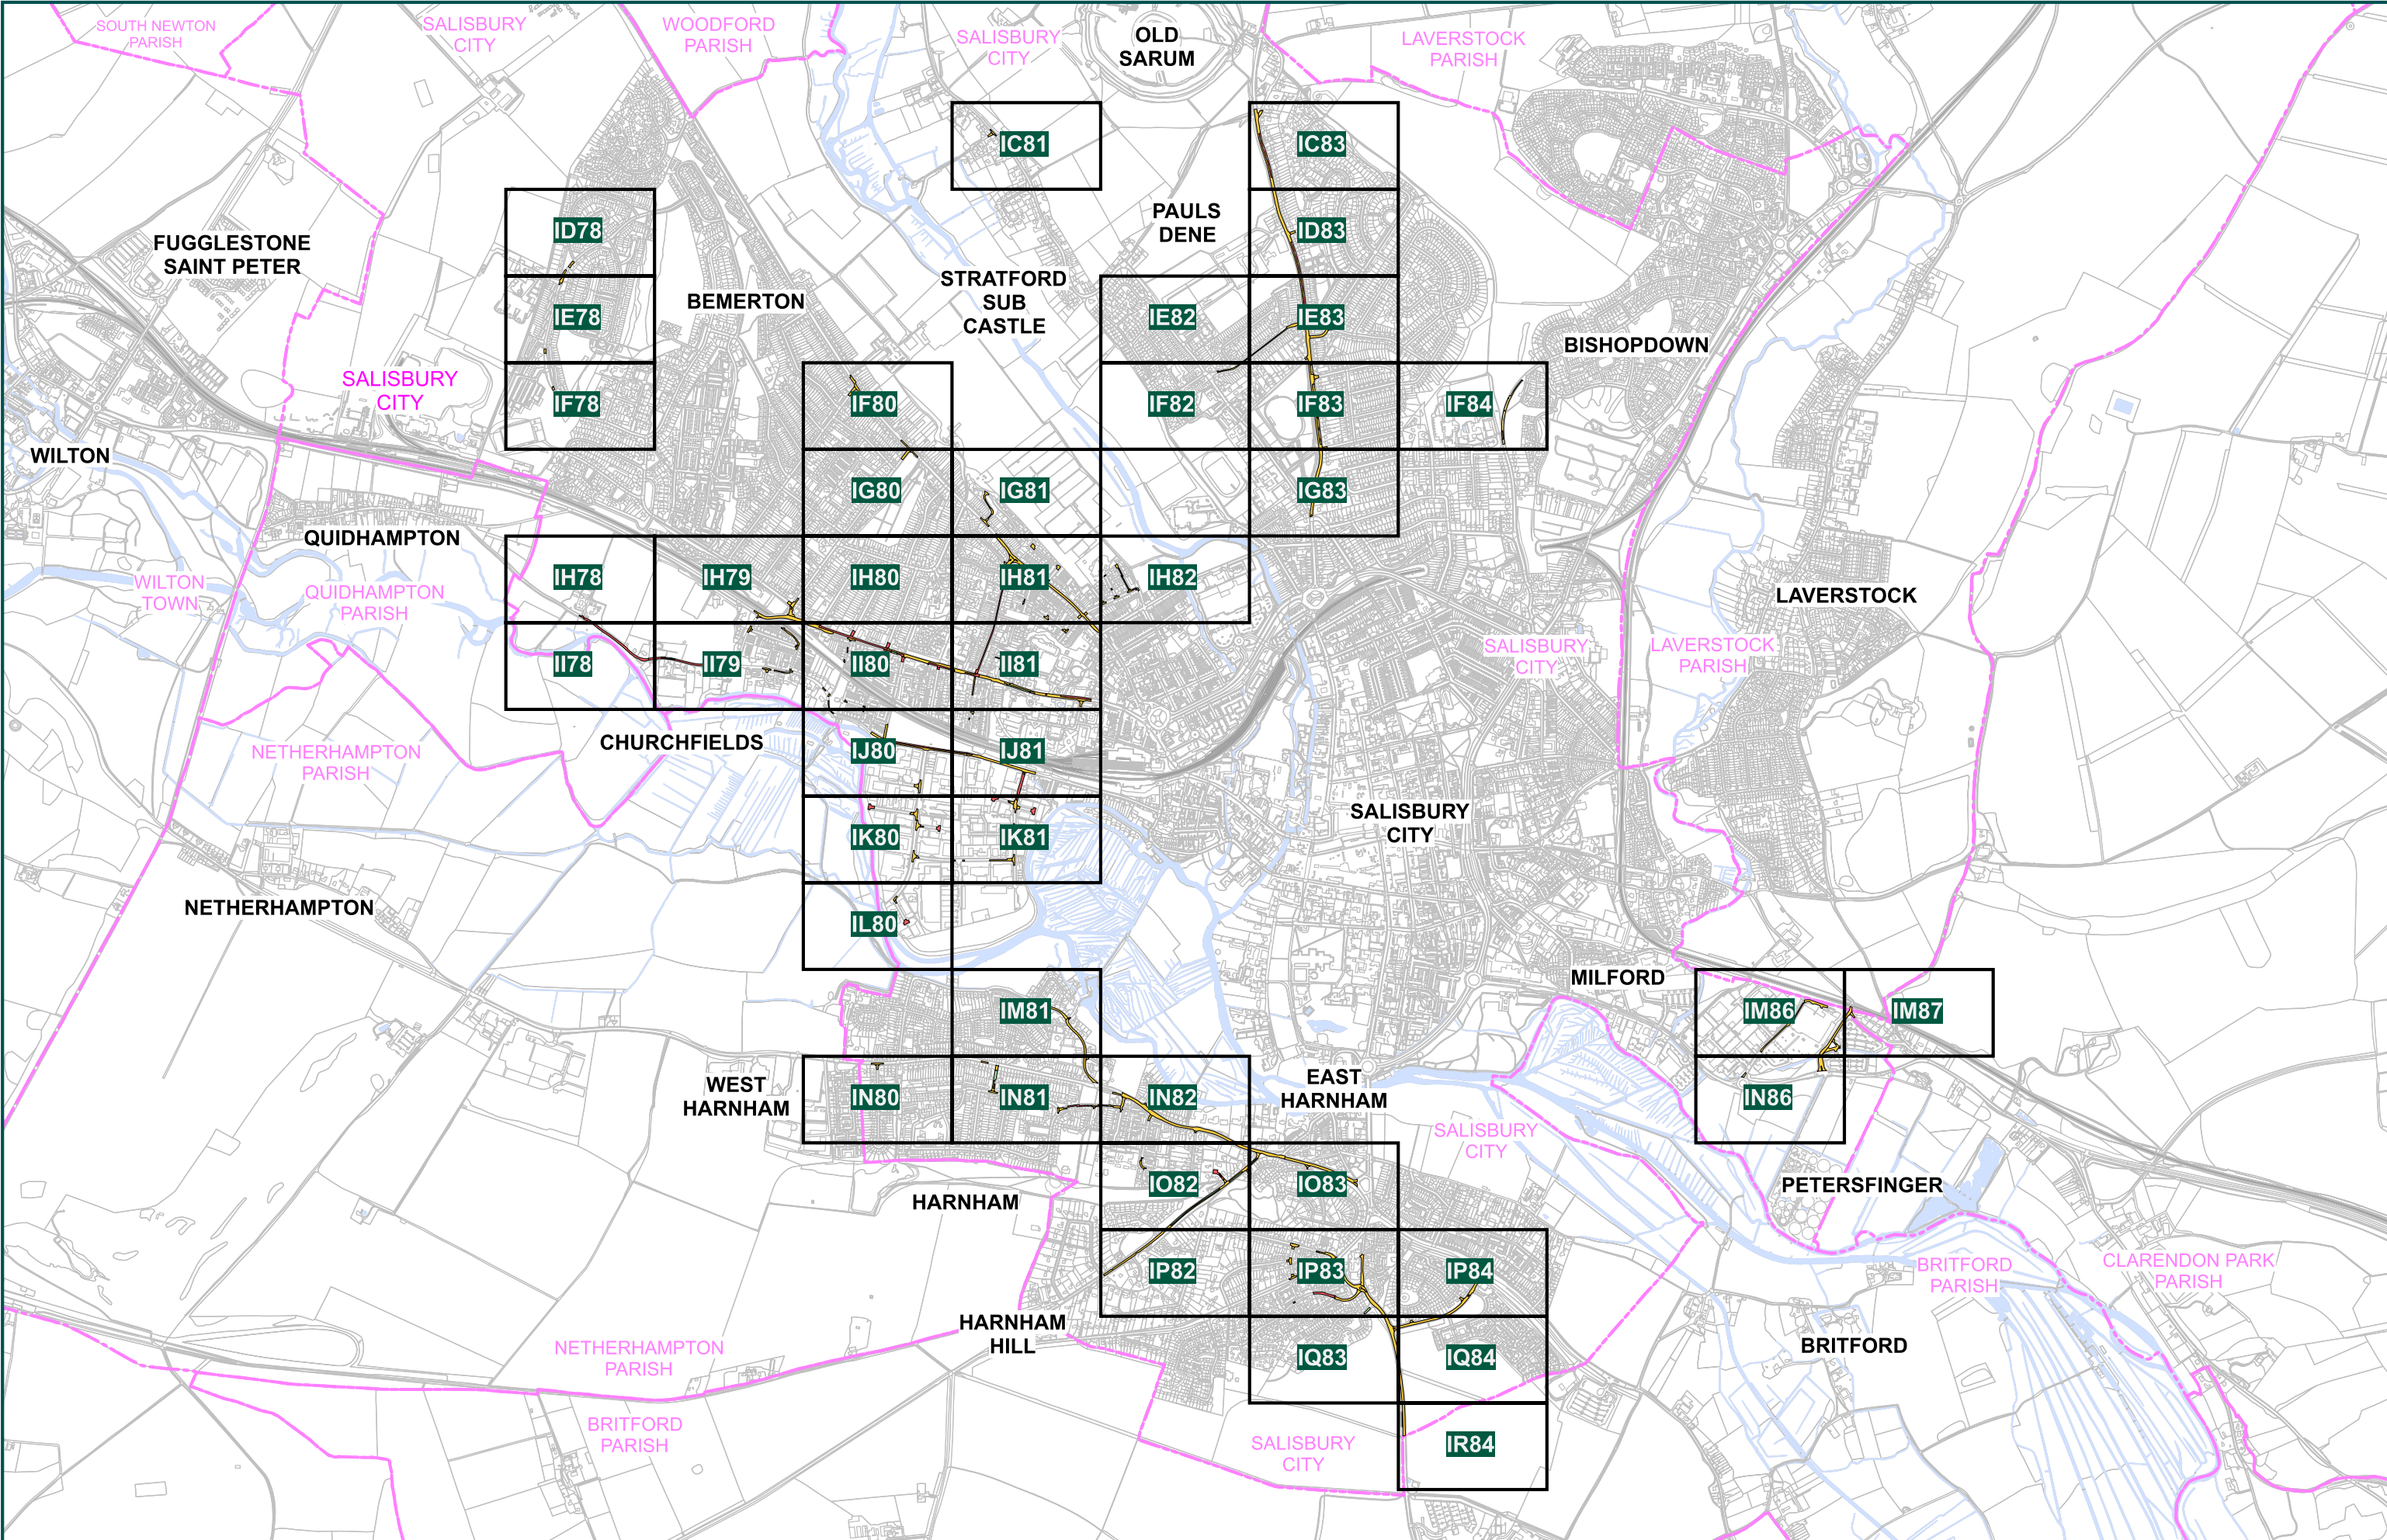 SOUTH NEWTON
PARISH
SALISBURY
CITY
WOODFORD
PARISH
SALISBURY
CITY
OLD
SARUM
LAVERSTOCK
PARISH
IC81
IC83
FUGGLESTONE
SAINT PETER
ID78
PAULS
DENE
ID83
BEMERTON
STRATFORD
SUB
CASTLE
IE78
IE82
IE83
BISHOPDOWN
SALISBURY
CITY
IF78
IF80
IF82
IF83
IF84
WILTON
IG80
IG81
IG83
QUIDHAMPTON
WILTON
TOWN
QUIDHAMPTON
PARISH
IH78
IH79
IH80
IH81
IH82
LAVERSTOCK
II78
II79
II80
II81
SALISBURY
CITY
LAVERSTOCK
PARISH
NETHERHAMPTON
PARISH
CHURCHFIELDS
IJ80
IJ81
IK80
IK81
SALISBURY
CITY
NETHERHAMPTON
IL80
MILFORD
IM81
IM86
IM87
WEST
HARNHAM
IN80
IN81
IN82
EAST
HARNHAM
IN86
SALISBURY
CITY
HARNHAM
IO82
IO83
PETERSFINGER
IP82
IP83
IP84
BRITFORD
PARISH
CLARENDON PARK
PARISH
HARNHAM
HILL
NETHERHAMPTON
PARISH
IQ83
IQ84
BRITFORD
BRITFORD
PARISH
SALISBURY
CITY
IR84